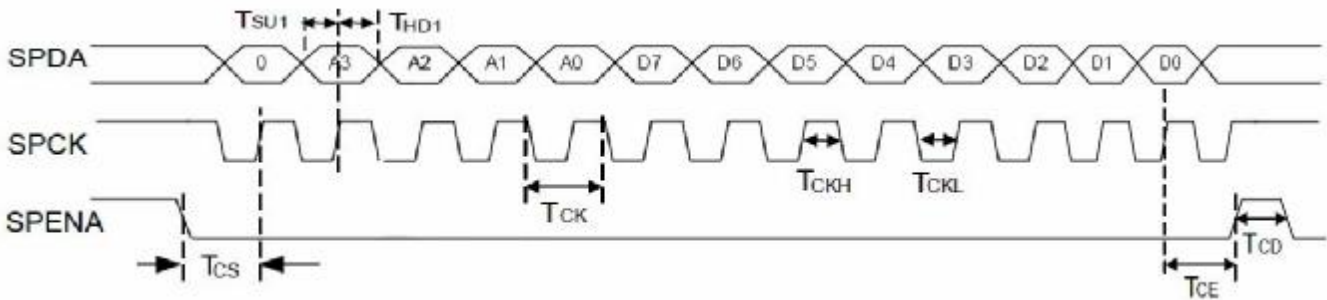 TSU1 THD1
SPDA 0 A3 A2 A1 A0 D7 D6 D5 D4 D3 D2 D1 D0
SPCK
TCKH TCKL
TCK
SPENA
TCS TCE TCD